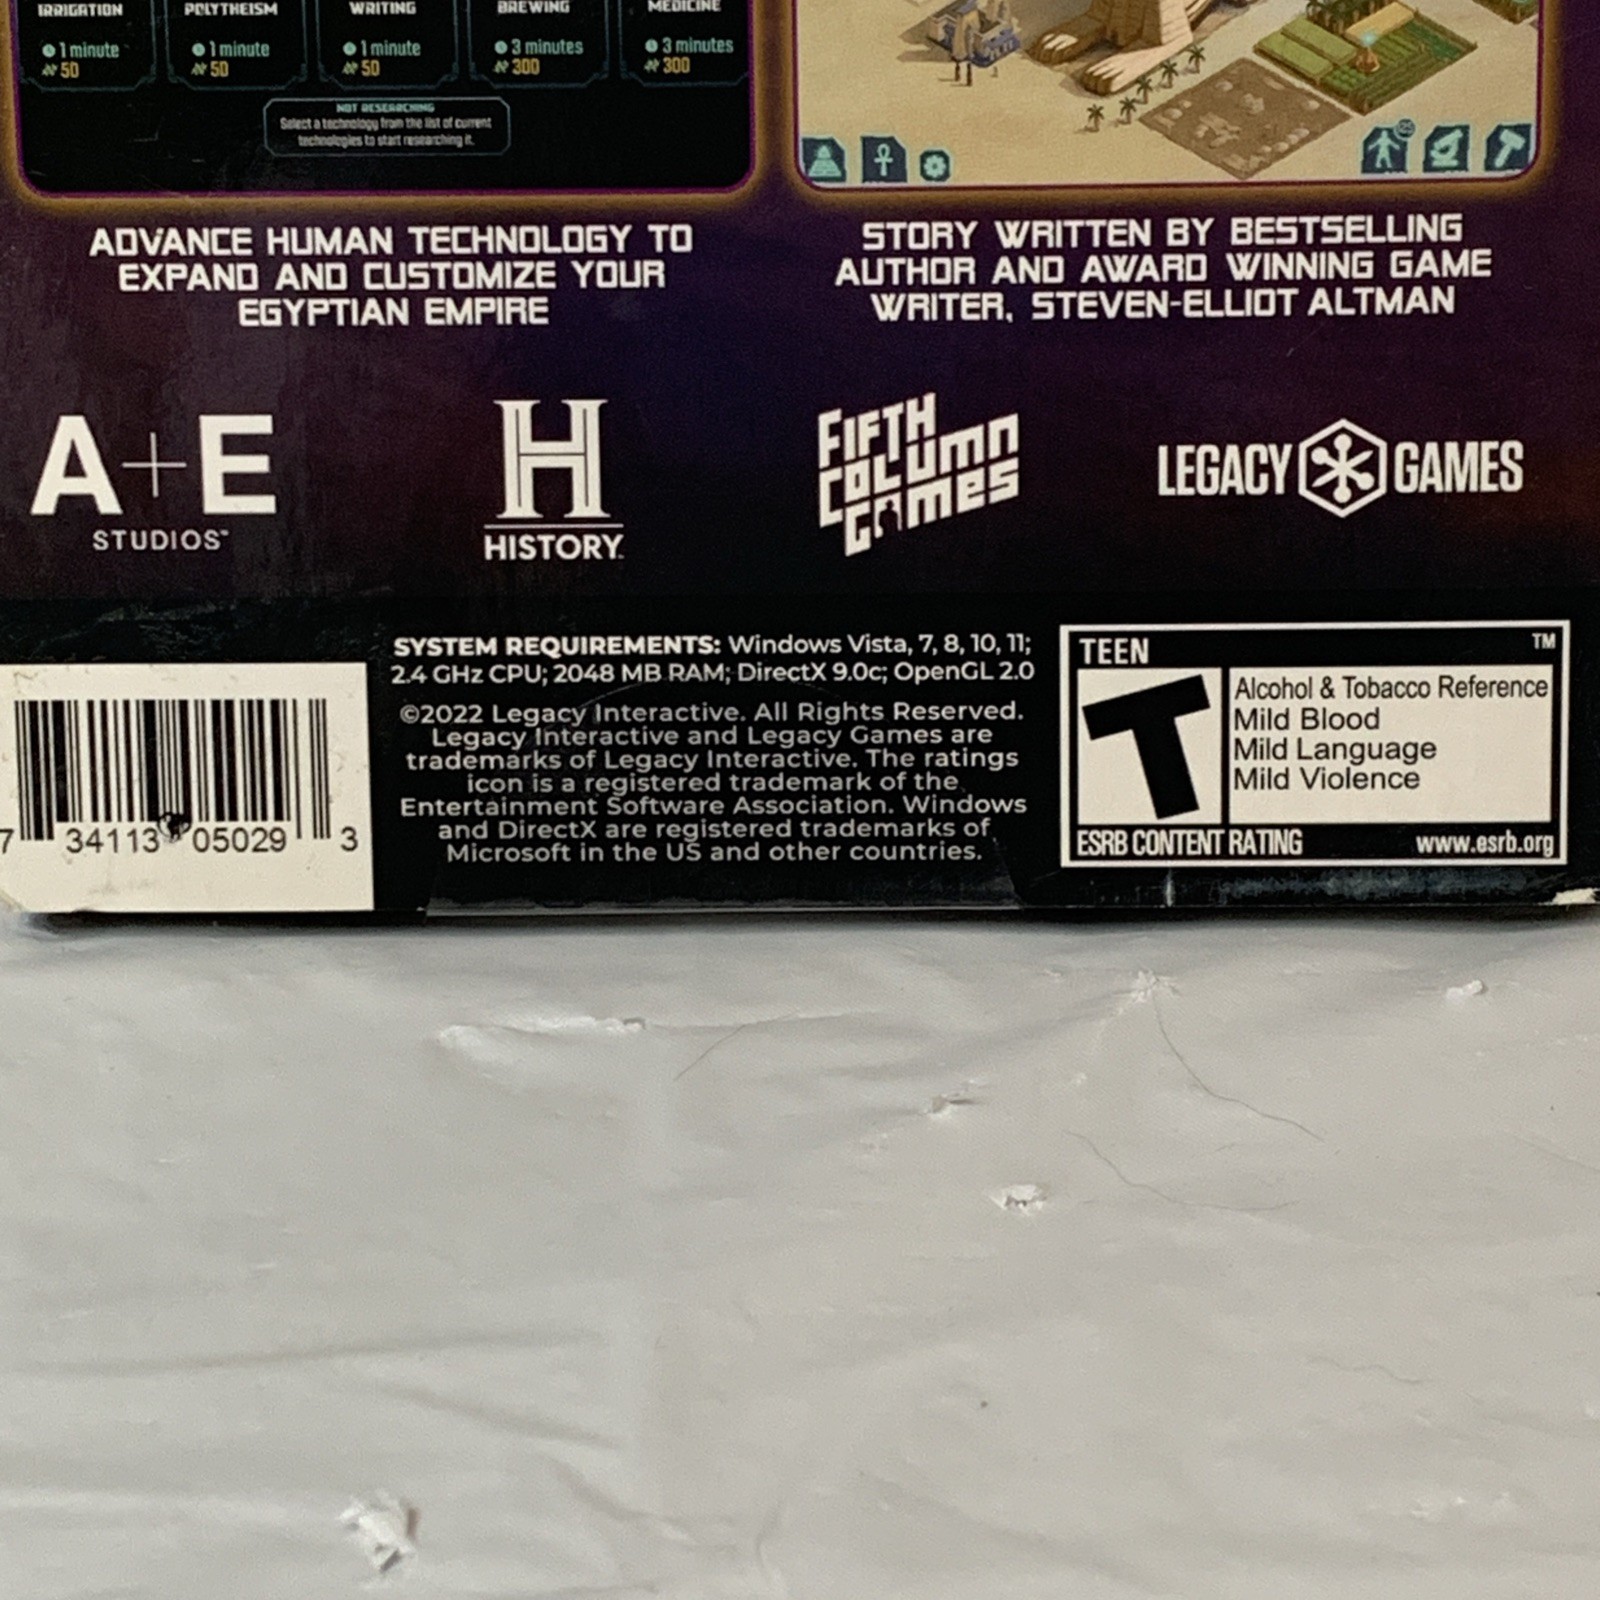 IRRIGATION POLYTHEISM WRITING BREWING MEDICINE
1 minute 1 minute 1 minute 3 minutes 3 minutes
50 50 50 300 300
NOT RESEARCHING
Select a technology from the list of current
technologies to start researching it.
ADVANCE HUMAN TECHNOLOGY TO
EXPAND AND CUSTOMIZE YOUR
EGYPTIAN EMPIRE
STORY WRITTEN BY BESTSELLING
AUTHOR AND AWARD WINNING GAME
WRITER, STEVEN-ELLIOT ALTMAN
A+E
STUDIOS™
H
HISTORY.
FIFTH
COLUMN
GAMES
LEGACY GAMES
7 34113 05029 3
SYSTEM REQUIREMENTS: Windows Vista, 7, 8, 10, 11;
2.4 GHz CPU; 2048 MB RAM; DirectX 9.0c; OpenGL 2.0
©2022 Legacy Interactive. All Rights Reserved.
Legacy Interactive and Legacy Games are
trademarks of Legacy Interactive. The ratings
icon is a registered trademark of the
Entertainment Software Association. Windows
and DirectX are registered trademarks of
Microsoft in the US and other countries.
TEEN ™
T
Alcohol & Tobacco Reference
Mild Blood
Mild Language
Mild Violence
ESRB CONTENT RATING www.esrb.org